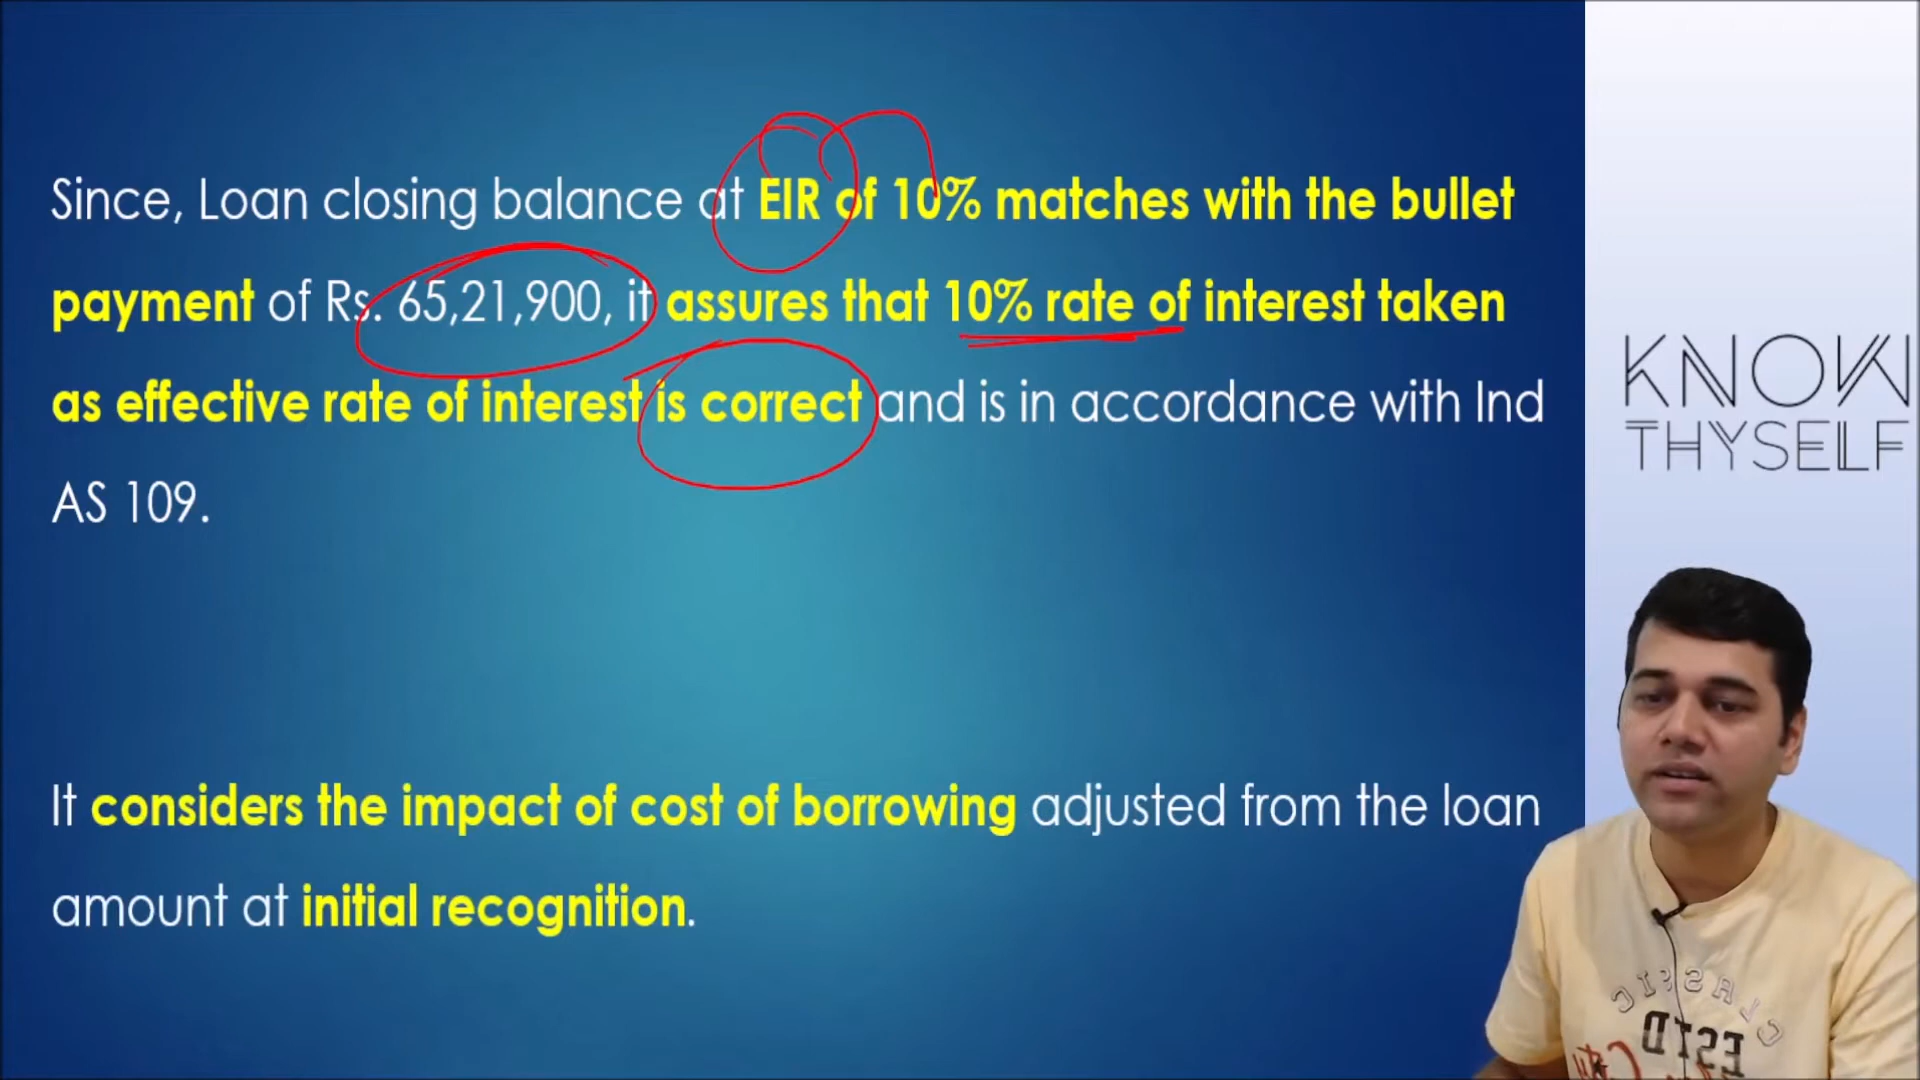 Since, Loan closing balance at EIR of 10% matches with the bullet
payment of Rs. 65,21,900, it assures that 10% rate of interest taken
as effective rate of interest is correct and is in accordance with Ind
AS 109.
It considers the impact of cost of borrowing adjusted from the loan
amount at initial recognition.
KNOW
THYSELF
CLASSIC
ESTD